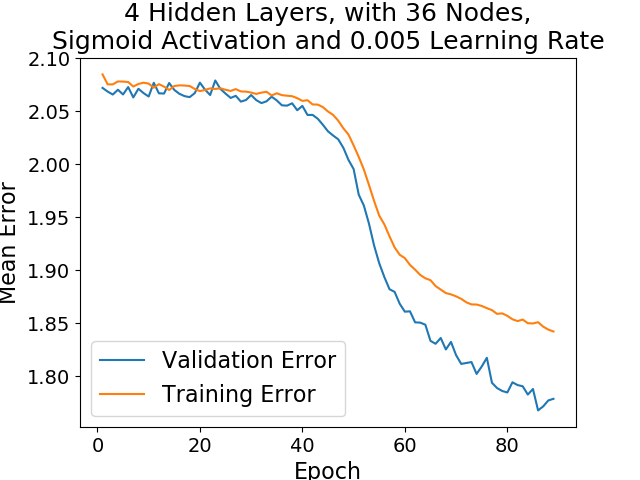 4 Hidden Layers, with 36 Nodes,
Sigmoid Activation and 0.005 Learning Rate
2.10
2.05
2.00
1.95
1.90
1.85
1.80
Mean Error
Validation Error
Training Error
0 20 40 60 80
Epoch